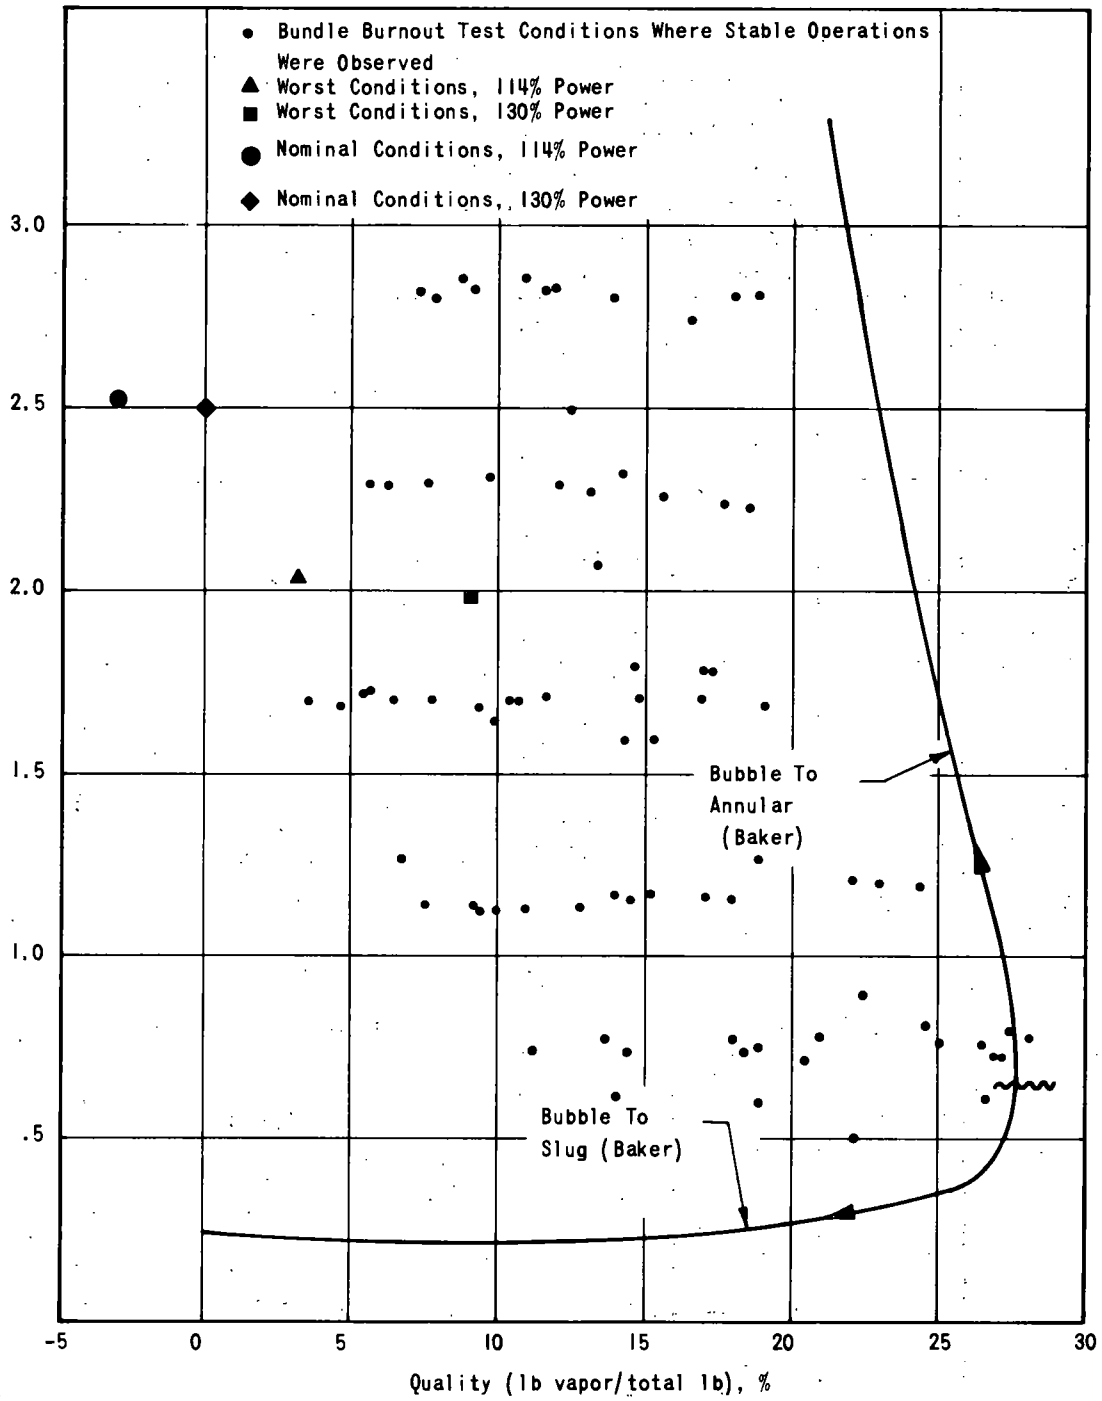 Bundle Burnout Test Conditions Where Stable Operations
Were Observed
Worst Conditions, 114% Power
Worst Conditions, 130% Power
Nominal Conditions, 114% Power
Nominal Conditions, 130% Power
3.0
2.5
2.0
1.5
1.0
.5
Bubble To
Annular
(Baker)
Bubble To
Slug (Baker)
-5 0 5 10 15 20 25 30
Quality (lb vapor/total lb), %